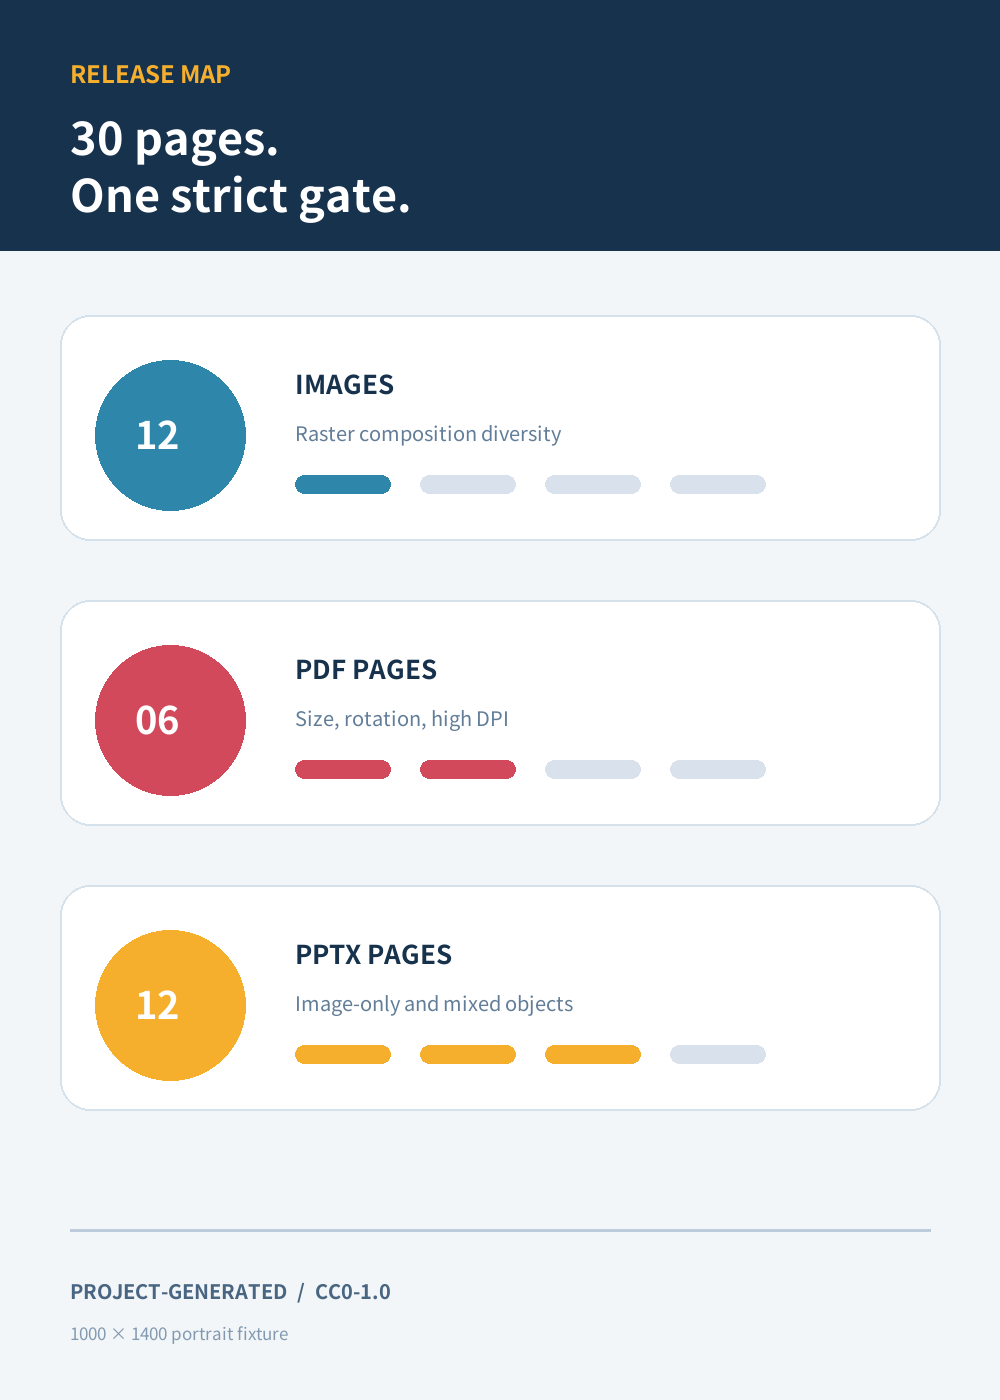 RELEASE MAP
30 pages.
One strict gate.
12
IMAGES
Raster composition diversity
06
PDF PAGES
Size, rotation, high DPI
12
PPTX PAGES
Image-only and mixed objects
PROJECT-GENERATED / CC0-1.0
1000 × 1400 portrait fixture